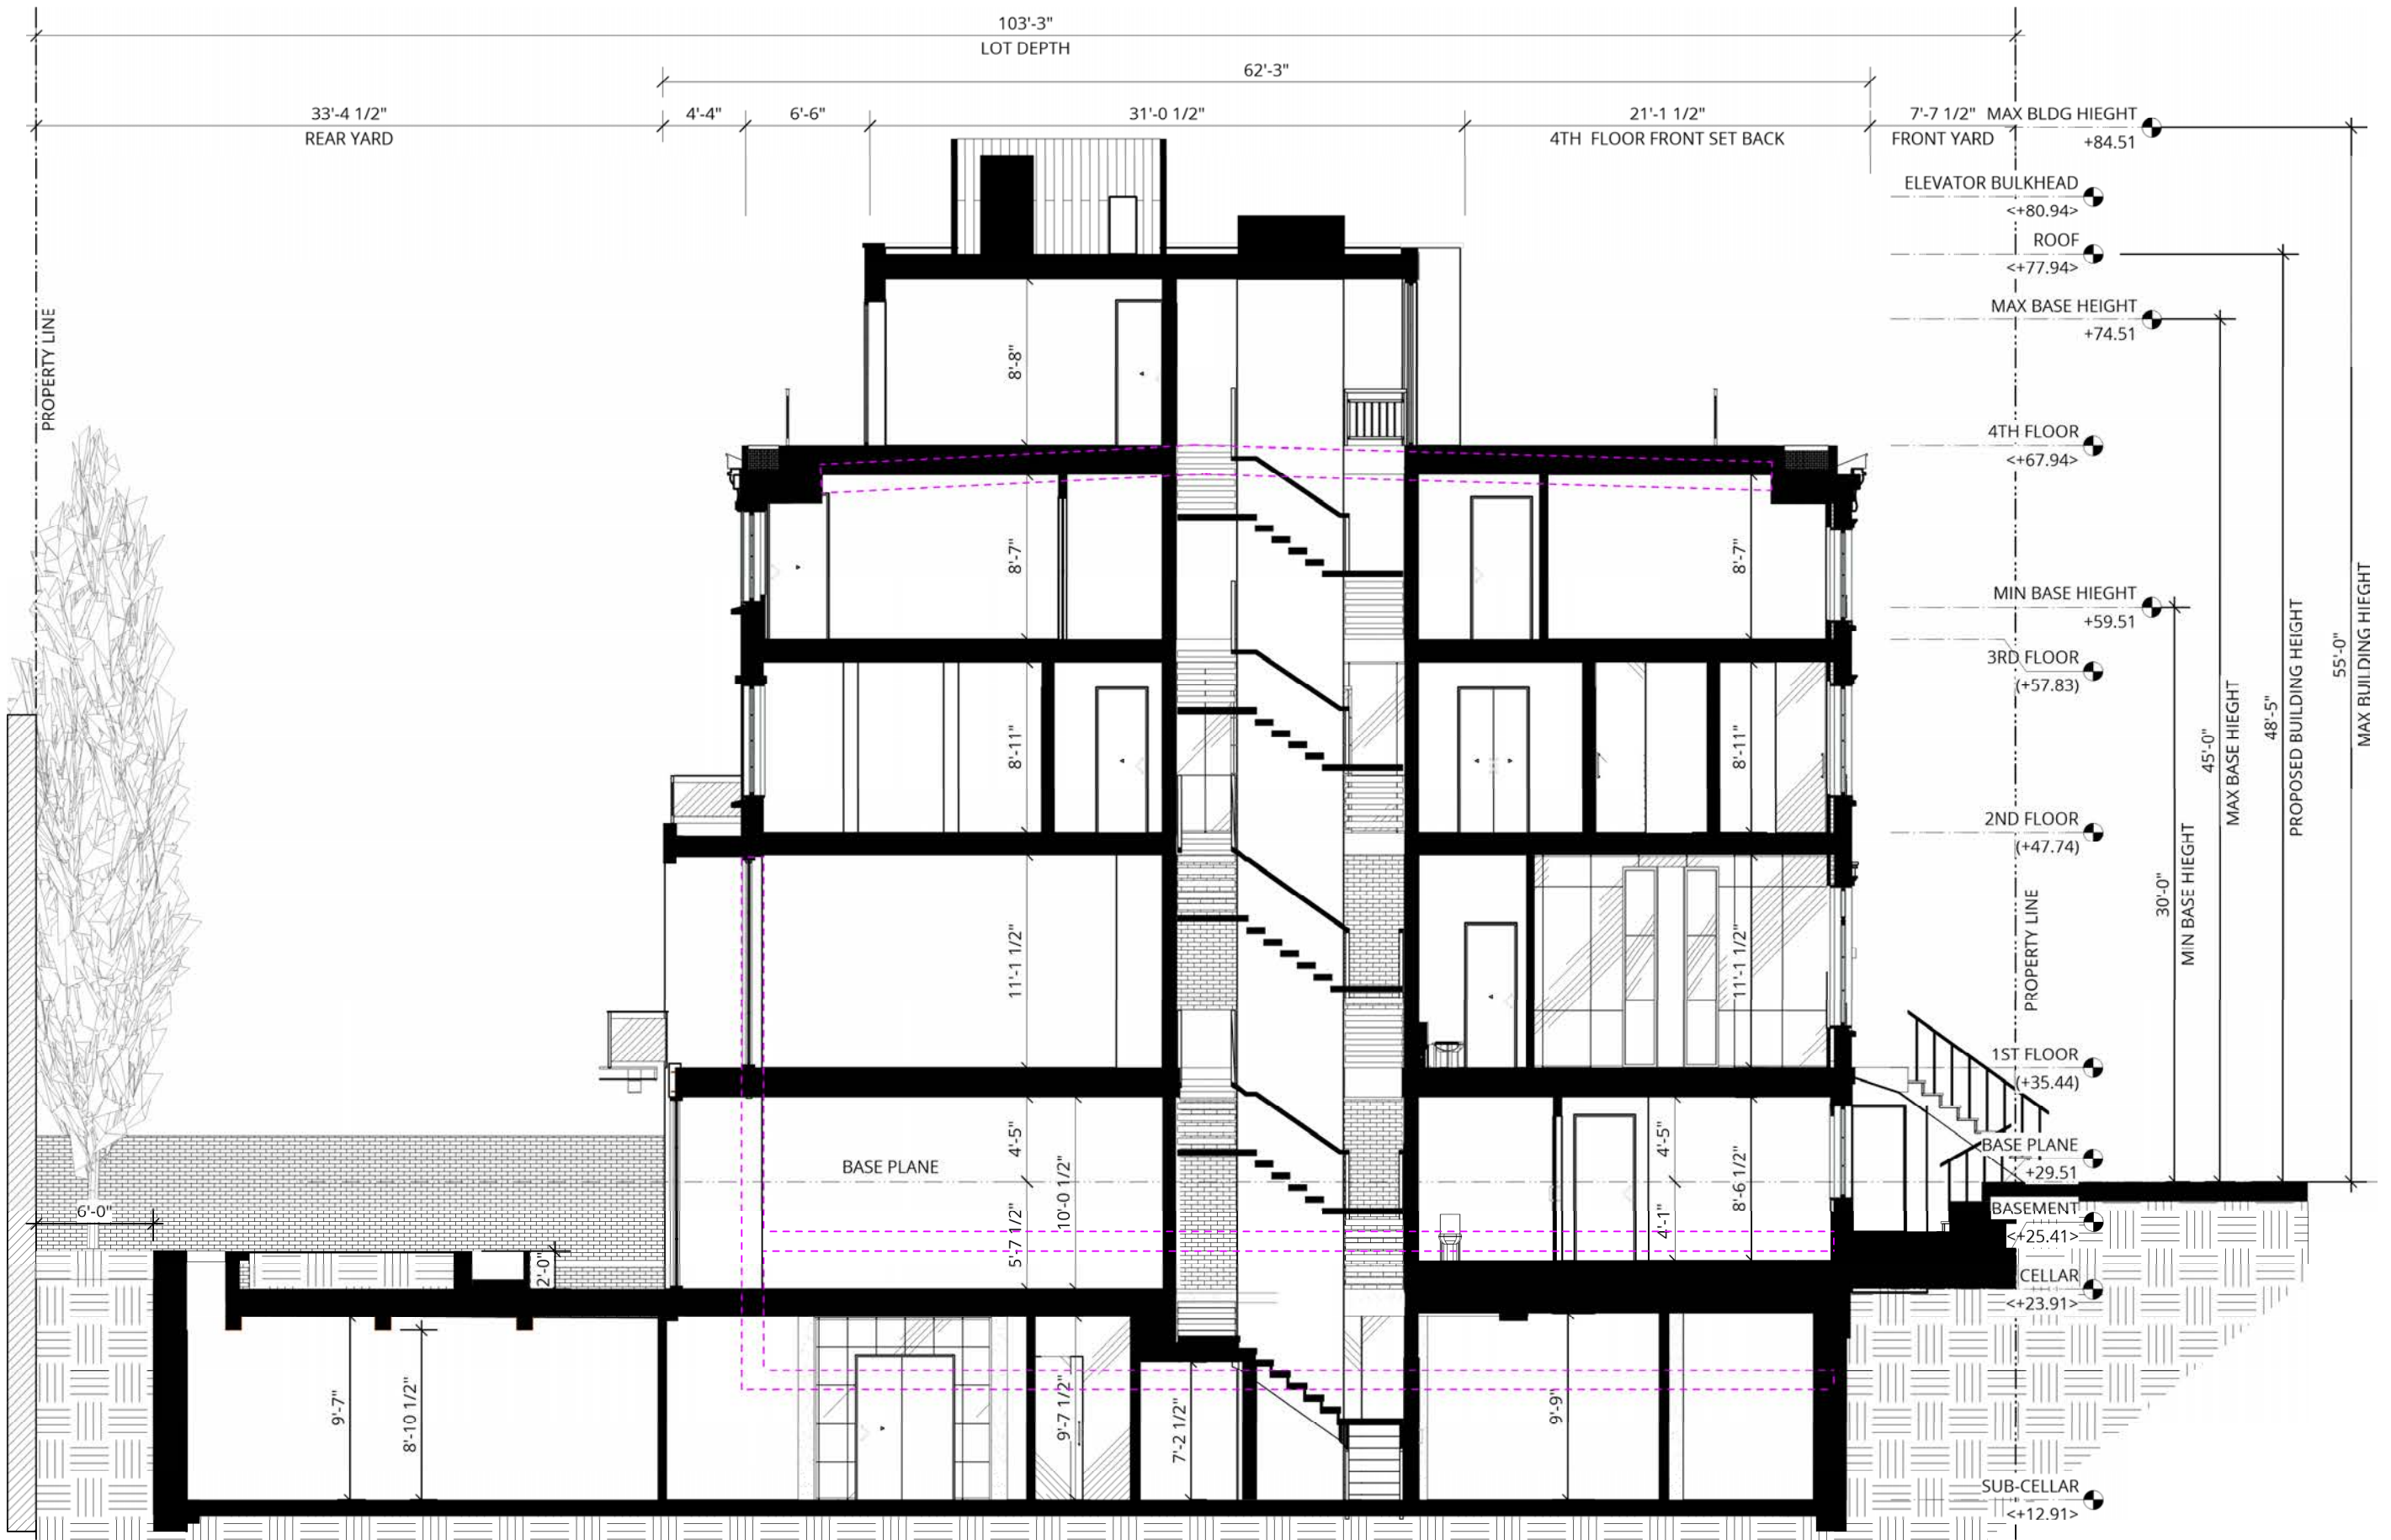 103'-3"
LOT DEPTH
62'-3"
33'-4 1/2"
REAR YARD
4'-4"
6'-6"
31'-0 1/2"
21'-1 1/2"
4TH FLOOR FRONT SET BACK
7'-7 1/2"
FRONT YARD
MAX BLDG HIEGHT
+84.51
ELEVATOR BULKHEAD
<+80.94>
ROOF
<+77.94>
MAX BASE HEIGHT
+74.51
4TH FLOOR
<+67.94>
MIN BASE HIEGHT
+59.51
3RD FLOOR
(+57.83)
2ND FLOOR
(+47.74)
1ST FLOOR
(+35.44)
BASE PLANE
+29.51
BASEMENT
<+25.41>
CELLAR
<+23.91>
SUB-CELLAR
<+12.91>
PROPERTY LINE
PROPERTY LINE
30'-0"
MIN BASE HIEGHT
45'-0"
MAX BASE HIEGHT
48'-5"
PROPOSED BUILDING HEIGHT
55'-0"
MAX BUILDING HIEGHT
8'-8"
8'-7"
8'-7"
8'-11"
8'-11"
11'-1 1/2"
11'-1 1/2"
BASE PLANE
4'-5"
5'-7 1/2"
10'-0 1/2"
4'-5"
4'-1"
8'-6 1/2"
6'-0"
2'-0"
9'-7"
8'-10 1/2"
9'-7 1/2"
7'-2 1/2"
9'-9"